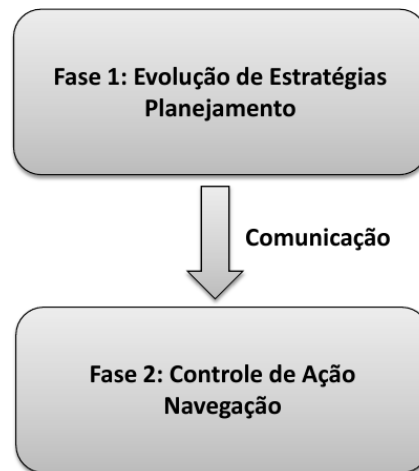 Fase 1: Evolução de Estratégias
Planejamento
Comunicação
Fase 2: Controle de Ação
Navegação